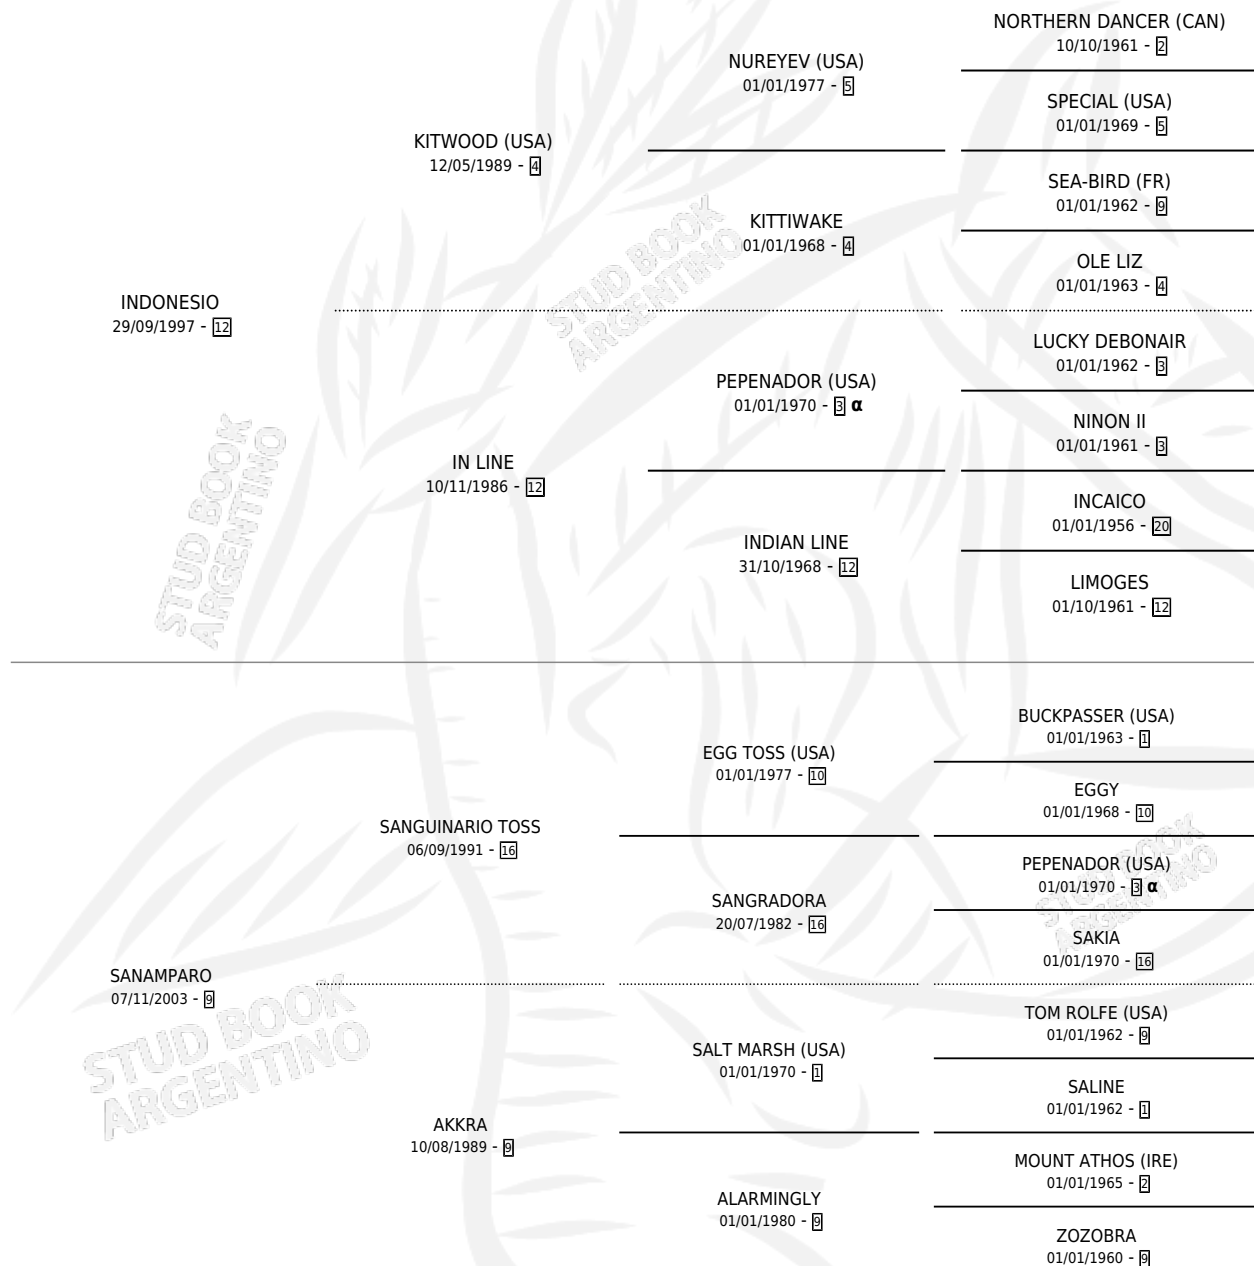 NORTHERN DANCER (CAN)
10/10/1961 - 2
NUREYEV (USA)
01/01/1977 - 5
SPECIAL (USA)
01/01/1969 - 5
KITWOOD (USA)
12/05/1989 - 4
SEA-BIRD (FR)
01/01/1962 - 9
KITTIWAKE
01/01/1968 - 4
OLE LIZ
01/01/1963 - 4
INDONESIO
29/09/1997 - 12
LUCKY DEBONAIR
01/01/1962 - 3
PEPENADOR (USA)
01/01/1970 - 3 α
NINON II
01/01/1961 - 3
IN LINE
10/11/1986 - 12
INCAICO
01/01/1956 - 20
INDIAN LINE
31/10/1968 - 12
LIMOGES
01/10/1961 - 12
BUCKPASSER (USA)
01/01/1963 - 1
EGG TOSS (USA)
01/01/1977 - 10
EGGY
01/01/1968 - 10
SANGUINARIO TOSS
06/09/1991 - 16
PEPENADOR (USA)
01/01/1970 - 3 α
SANGRADORA
20/07/1982 - 16
SAKIA
01/01/1970 - 16
SANAMPARO
07/11/2003 - 9
TOM ROLFE (USA)
01/01/1962 - 9
SALT MARSH (USA)
01/01/1970 - 1
SALINE
01/01/1962 - 1
AKKRA
10/08/1989 - 9
MOUNT ATHOS (IRE)
01/01/1965 - 2
ALARMINGLY
01/01/1980 - 9
ZOZOBRA
01/01/1960 - 9
STUD BOOK
ARGENTINO
STUD BOOK
ARGENTINO
STUD BOOK
ARGENTINO
STUD BOOK
ARGENTINO